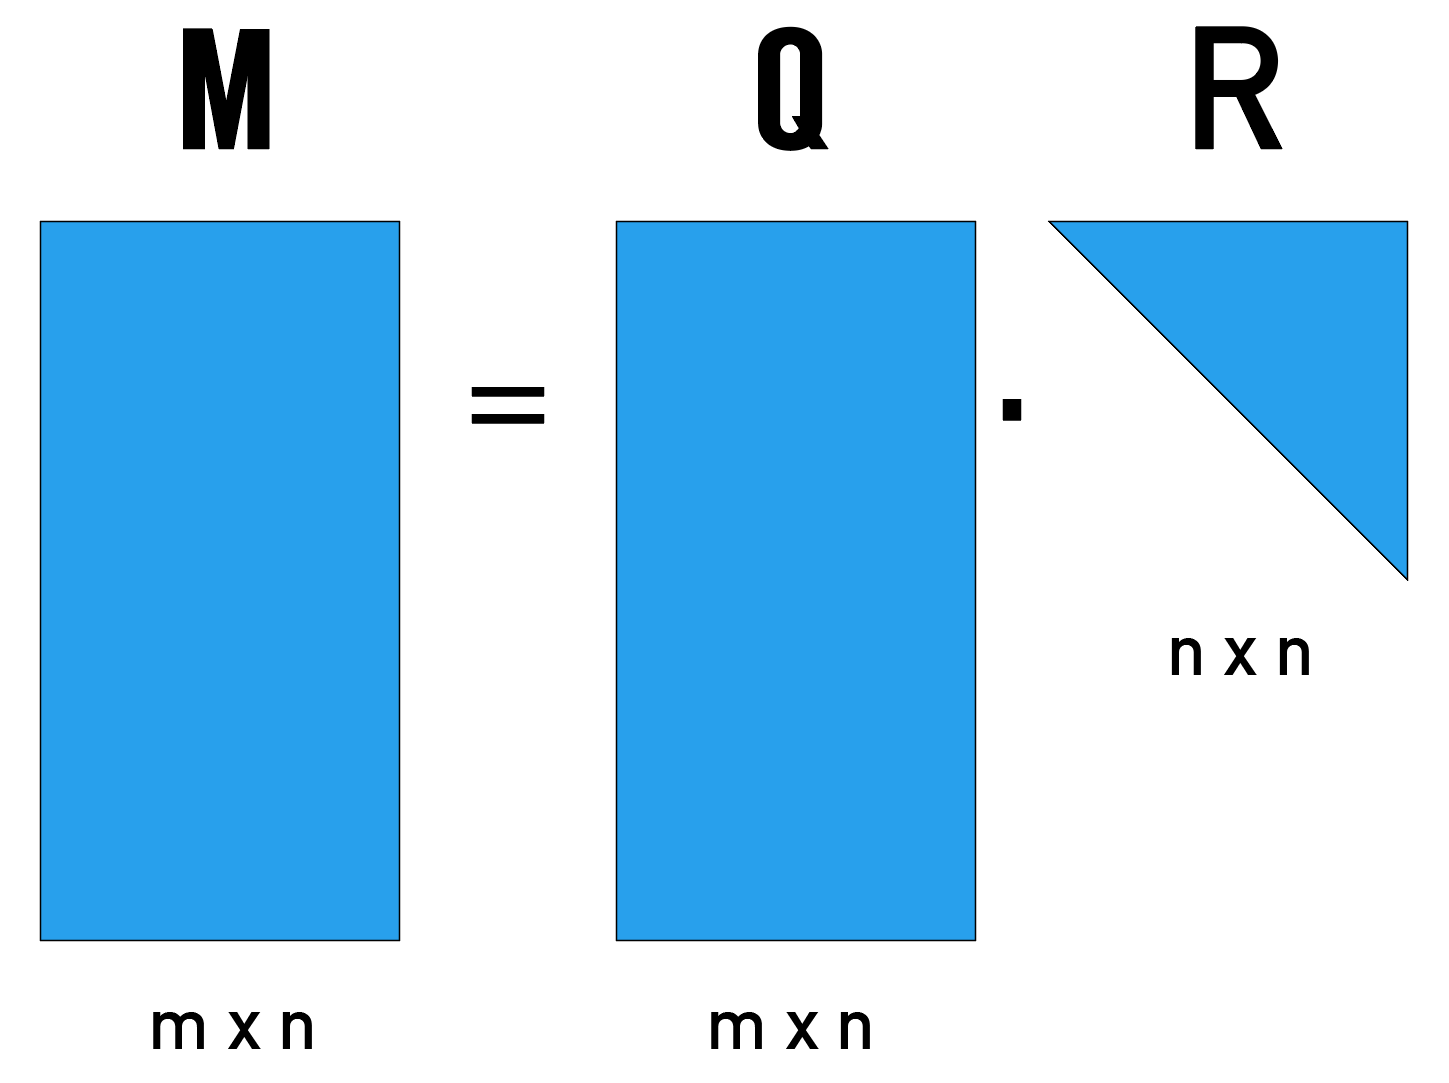 M Q R
= ·
n x n
m x n m x n